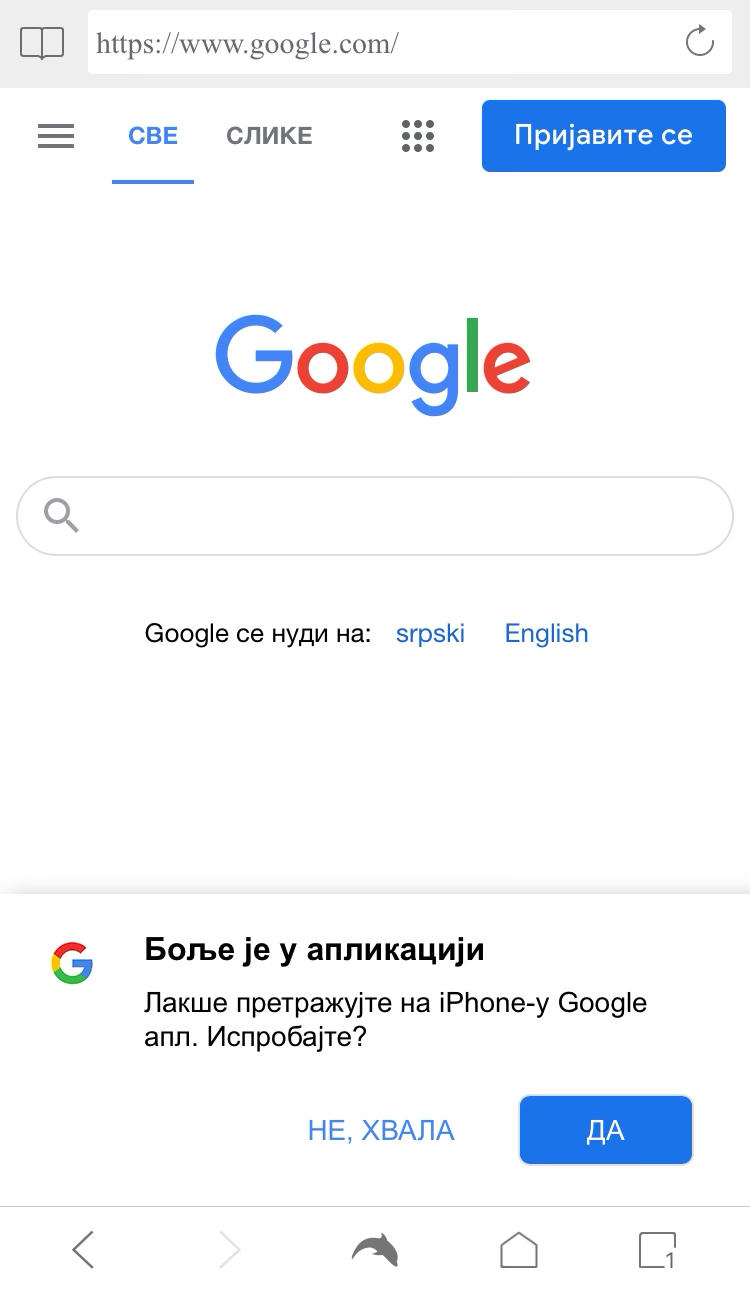 https://www.google.com/
СВЕ СЛИКЕ Пријавите се
Google
Google се нуди на: srpski English
Боље је у апликацији
Лакше претражујте на iPhone-у Google
апл. Испробајте?
НЕ, ХВАЛА ДА
1